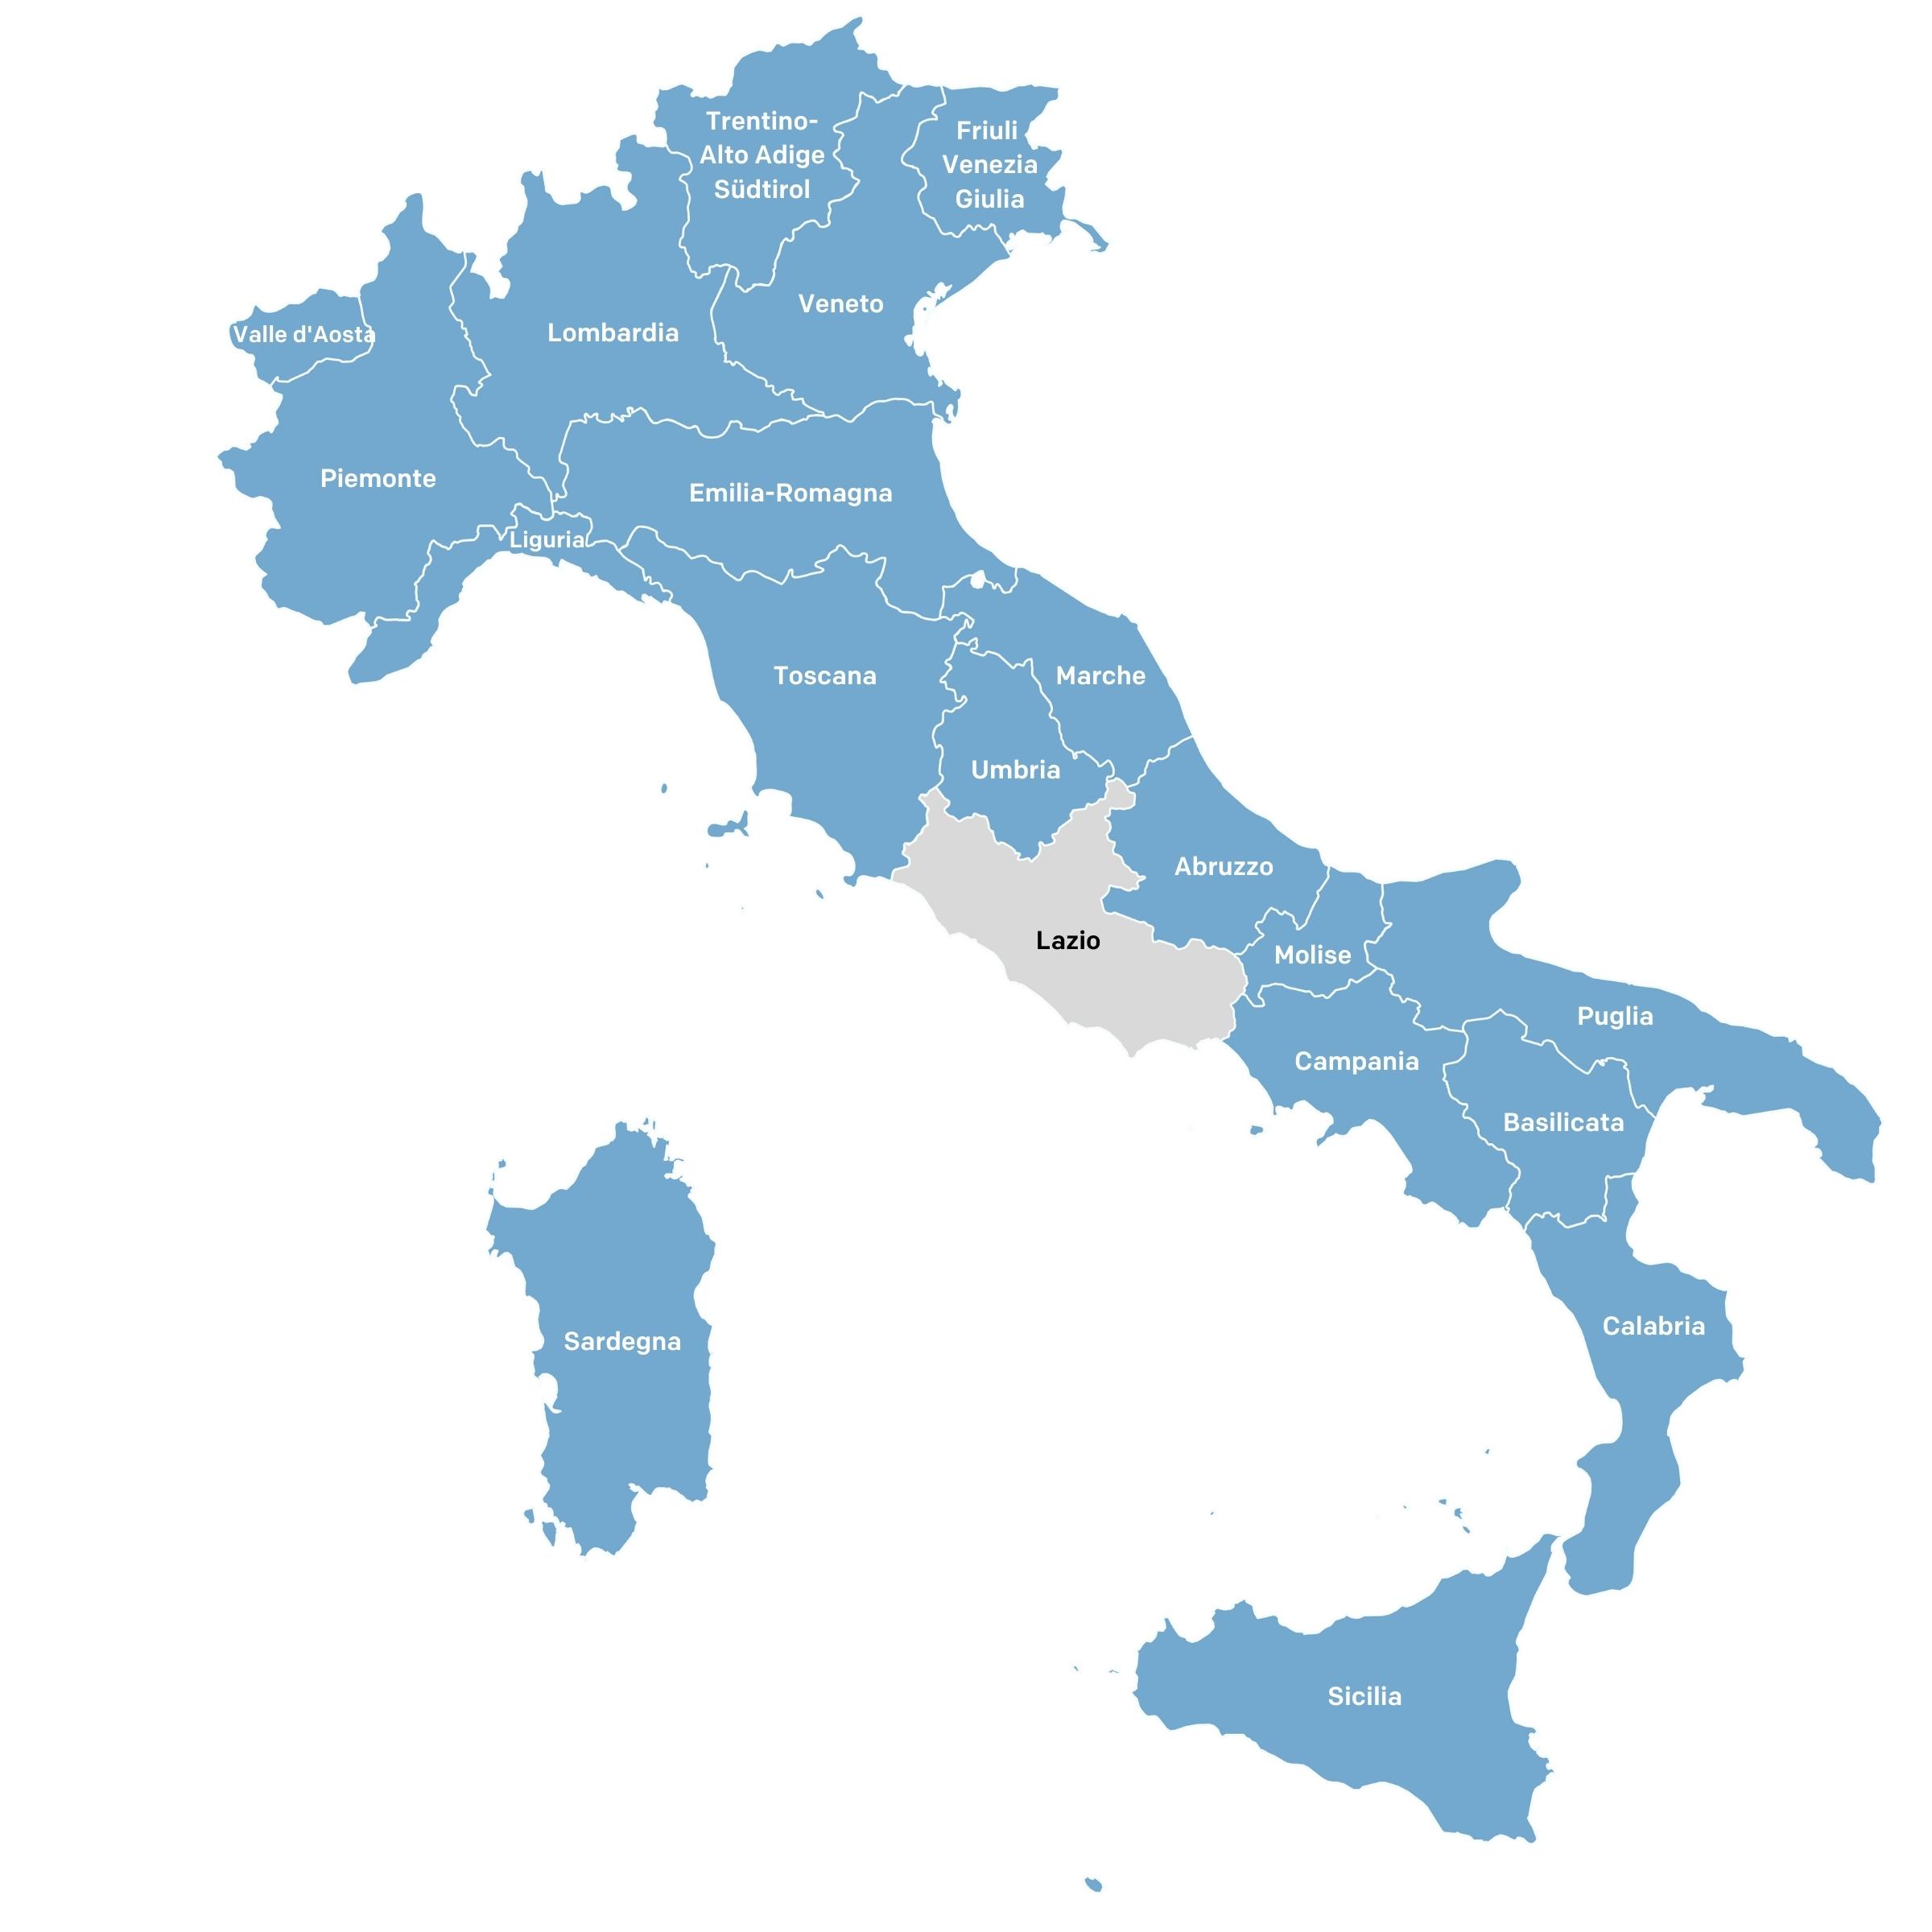 Trentino-
Alto Adige
Südtirol
Friuli
Venezia
Giulia
Veneto
Valle d'Aosta
Lombardia
Piemonte
Emilia-Romagna
Liguria
Toscana
Marche
Umbria
Abruzzo
Lazio
Molise
Puglia
Campania
Basilicata
Calabria
Sardegna
Sicilia